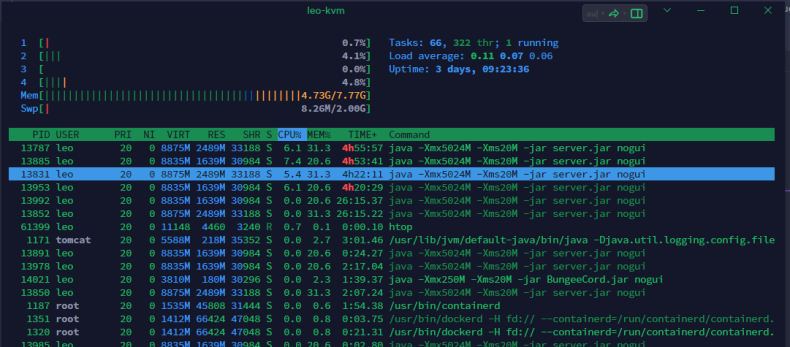 leo-kvm
1 [| 0.7%] Tasks: 66, 322 thr; 1 running
2 [||| 4.1%] Load average: 0.11 0.07 0.06
3 [ 0.0%] Uptime: 3 days, 09:23:36
4 [|||| 4.8%]
Mem[||||||||||||||||||||||||||||||||||||||||||||4.73G/7.77G]
Swp[| 8.26M/2.00G]
PID USER PRI NI VIRT RES SHR S CPU% MEM% TIME+ Command
13787 leo 20 0 8875M 2489M 33188 S 6.1 31.3 4h55:57 java -Xmx5024M -Xms20M -jar server.jar nogui
13885 leo 20 0 8835M 1639M 30984 S 7.4 20.6 4h53:41 java -Xmx5024M -Xms20M -jar server.jar nogui
13831 leo 20 0 8875M 2489M 33188 S 5.4 31.3 4h22:11 java -Xmx5024M -Xms20M -jar server.jar nogui
13953 leo 20 0 8835M 1639M 30984 S 6.1 20.6 4h20:29 java -Xmx5024M -Xms20M -jar server.jar nogui
13992 leo 20 0 8835M 1639M 30984 S 0.0 20.6 26:15.37 java -Xmx5024M -Xms20M -jar server.jar nogui
13852 leo 20 0 8875M 2489M 33188 S 0.0 31.3 26:15.22 java -Xmx5024M -Xms20M -jar server.jar nogui
61399 leo 20 0 11148 4460 3240 R 0.7 0.1 0:00.10 htop
1171 tomcat 20 0 5588M 218M 35352 S 0.0 2.7 3:01.46 /usr/lib/jvm/default-java/bin/java -Djava.util.logging.config.file
13891 leo 20 0 8835M 1639M 30984 S 0.0 20.6 0:24.27 java -Xmx5024M -Xms20M -jar server.jar nogui
13978 leo 20 0 8835M 1639M 30984 S 0.0 20.6 2:17.04 java -Xmx5024M -Xms20M -jar server.jar nogui
14021 leo 20 0 3810M 180M 30296 S 0.0 2.3 1:39.37 java -Xmx250M -Xms20M -jar BungeeCord.jar nogui
13850 leo 20 0 8875M 2489M 33188 S 0.0 31.3 2:07.24 java -Xmx5024M -Xms20M -jar server.jar nogui
1187 root 20 0 1535M 45808 31444 S 0.0 0.6 1:54.38 /usr/bin/containerd
1351 root 20 0 1412M 66424 47048 S 0.0 0.8 0:03.75 /usr/bin/dockerd -H fd:// --containerd=/run/containerd/containerd.
1320 root 20 0 1412M 66424 47048 S 0.0 0.8 0:21.31 /usr/bin/dockerd -H fd:// --containerd=/run/containerd/containerd.
13985 leo 20 0 8835M 1639M 30984 S 0.0 20.6 0:02.80 java -Xmx5024M -Xms20M -jar server.jar nogui